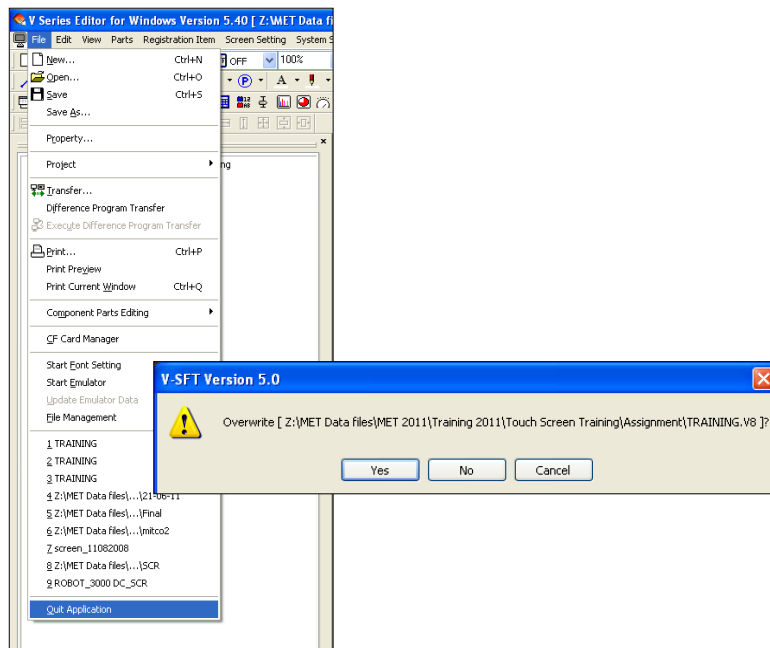 V Series Editor for Windows Version 5.40 [ Z:\MET Data fi
File Edit View Parts Registration Item Screen Setting System S
New... Ctrl+N
OFF 100%
Open... Ctrl+O
P A
Save Ctrl+S
Save As...
Property...
Project
ng
Transfer...
Difference Program Transfer
Execute Difference Program Transfer
Print... Ctrl+P
Print Preview
Print Current Window Ctrl+Q
Component Parts Editing
CF Card Manager
Start Font Setting
Start Emulator
Update Emulator Data
File Management
V-SFT Version 5.0
Overwrite [ Z:\MET Data files\MET 2011\Training 2011\Touch Screen Training\Assignment\TRAINING.V8 ]?
Yes No Cancel
1 TRAINING
2 TRAINING
3 TRAINING
4 Z:\MET Data files\...\21-06-11
5 Z:\MET Data files\...\Final
6 Z:\MET Data files\...\mitco2
7 screen_11082008
8 Z:\MET Data files\...\SCR
9 ROBOT_3000 DC_SCR
Quit Application